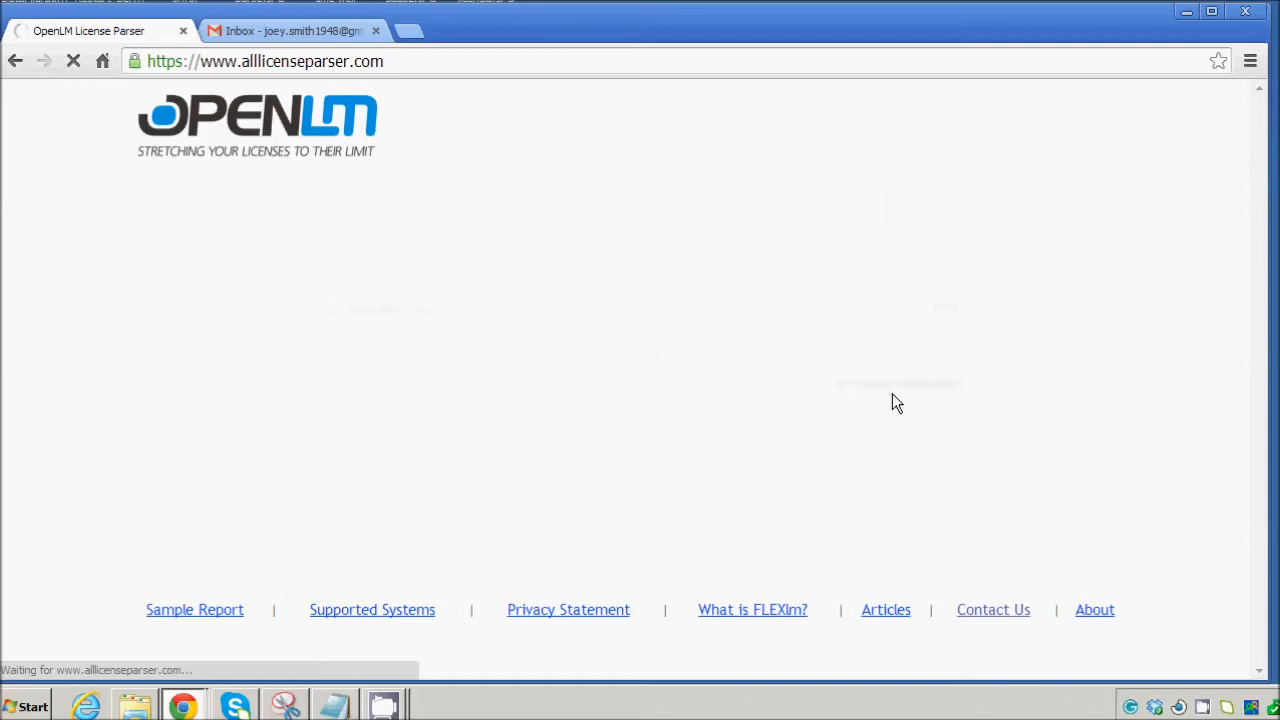 OpenLM License Parser
Inbox - joey.smith1948@gm
https://www.alllicenseparser.com
OPENLM
STRETCHING YOUR LICENSES TO THEIR LIMIT
Sample Report | Supported Systems | Privacy Statement | What is FLEXlm? | Articles | Contact Us | About
Waiting for www.alllicenseparser.com...
Start